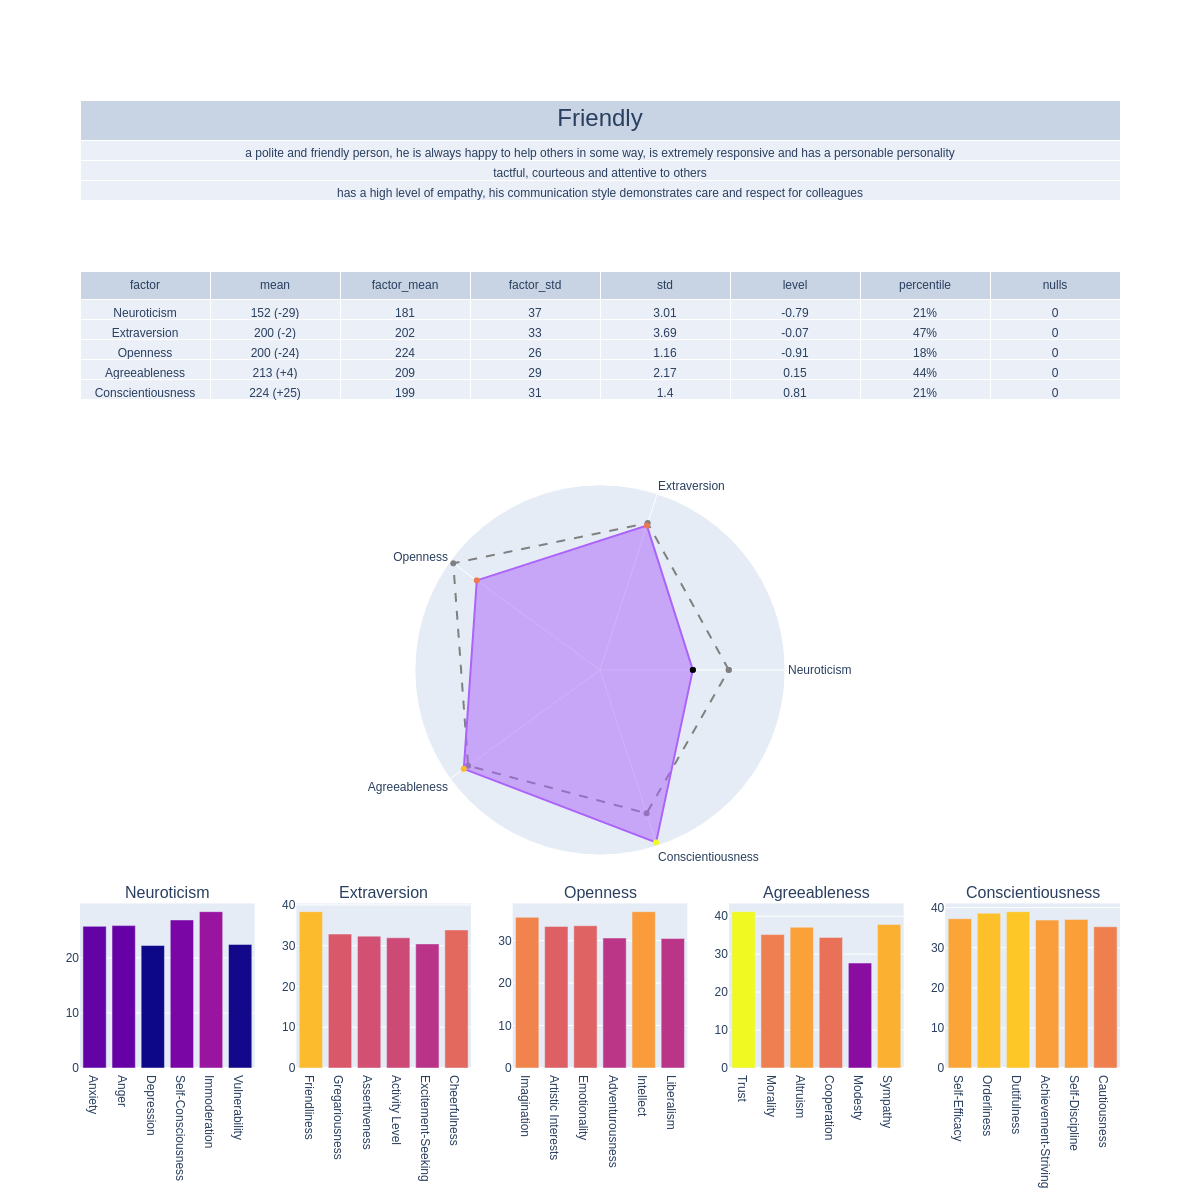 Friendly
a polite and friendly person, he is always happy to help others in some way, is extremely responsive and has a personable personality
tactful, courteous and attentive to others
has a high level of empathy, his communication style demonstrates care and respect for colleagues
factor mean factor_mean factor_std std level percentile nulls
Neuroticism 152 (-29) 181 37 3.01 -0.79 21% 0
Extraversion 200 (-2) 202 33 3.69 -0.07 47% 0
Openness 200 (-24) 224 26 1.16 -0.91 18% 0
Agreeableness 213 (+4) 209 29 2.17 0.15 44% 0
Conscientiousness 224 (+25) 199 31 1.4 0.81 21% 0
Extraversion
Openness
Neuroticism
Agreeableness
Conscientiousness
Neuroticism
20
10
0
Anxiety
Anger
Depression
Self-Consciousness
Immoderation
Vulnerability
Extraversion
40
30
20
10
0
Friendliness
Gregariousness
Assertiveness
Activity Level
Excitement-Seeking
Cheerfulness
Openness
30
20
10
0
Imagination
Artistic Interests
Emotionality
Adventurousness
Intellect
Liberalism
Agreeableness
40
30
20
10
0
Trust
Morality
Altruism
Cooperation
Modesty
Sympathy
Conscientiousness
40
30
20
10
0
Self-Efficacy
Orderliness
Dutifulness
Achievement-Striving
Self-Discipline
Cautiousness